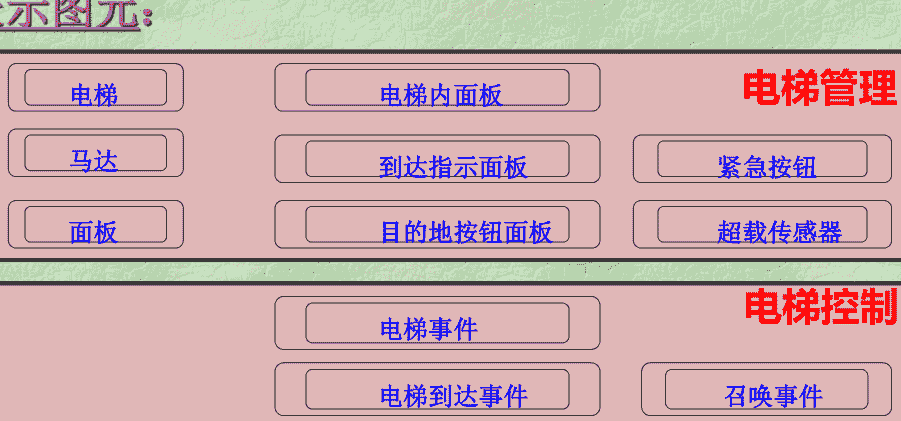 示图元:
电梯 电梯内面板 电梯管理
马达 到达指示面板 紧急按钮
面板 目的地按钮面板 超载传感器
电梯控制
电梯事件
电梯到达事件 召唤事件